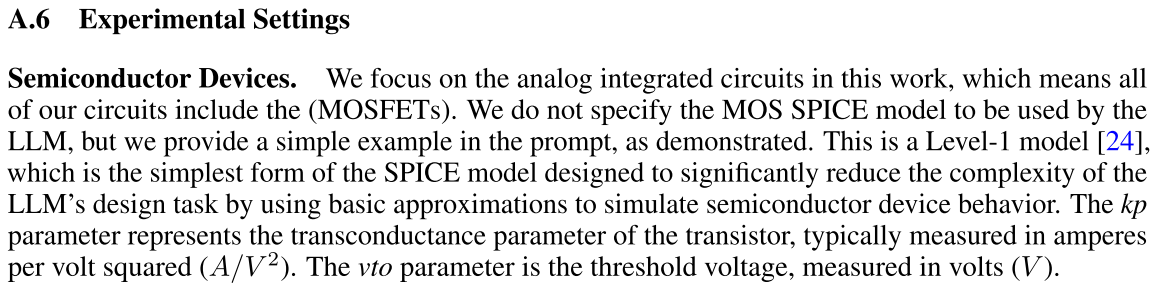 A.6 Experimental Settings
Semiconductor Devices. We focus on the analog integrated circuits in this work, which means all
of our circuits include the (MOSFETs). We do not specify the MOS SPICE model to be used by the
LLM, but we provide a simple example in the prompt, as demonstrated. This is a Level-1 model [24],
which is the simplest form of the SPICE model designed to significantly reduce the complexity of the
LLM's design task by using basic approximations to simulate semiconductor device behavior. The kp
parameter represents the transconductance parameter of the transistor, typically measured in amperes
per volt squared (A/V²). The vto parameter is the threshold voltage, measured in volts (V).